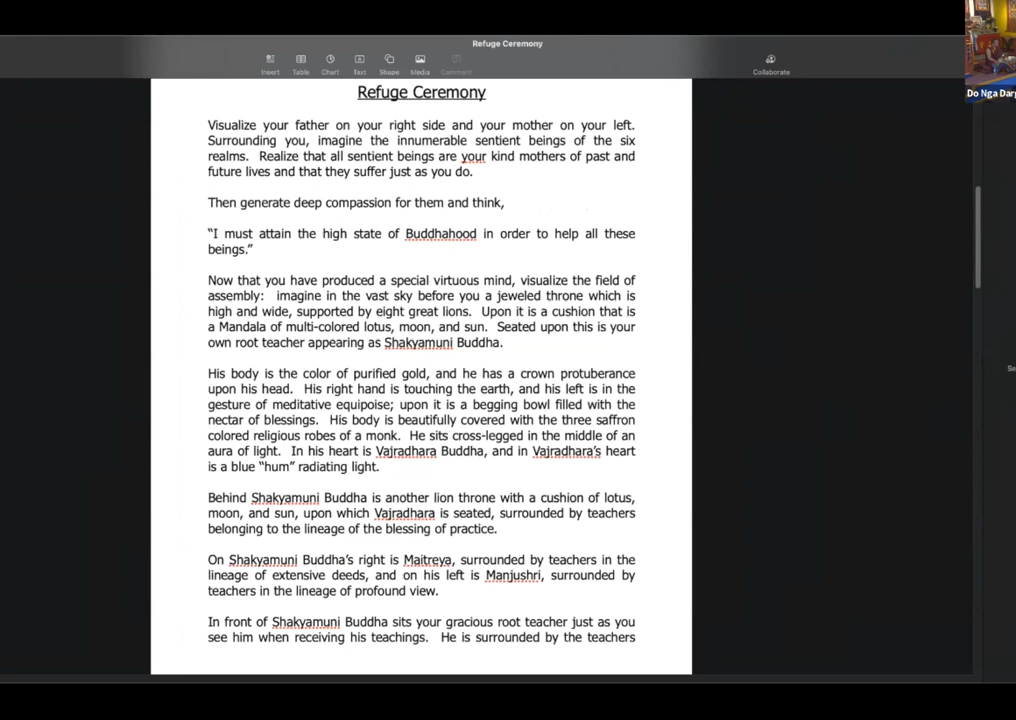 Refuge Ceremony
Insert Table Chart Text Shape Media Comment Collaborate
Do Nga
Refuge Ceremony
Visualize your father on your right side and your mother on your left.
Surrounding you, imagine the innumerable sentient beings of the six
realms. Realize that all sentient beings are your kind mothers of past and
future lives and that they suffer just as you do.
Then generate deep compassion for them and think,
“I must attain the high state of Buddhahood in order to help all these
beings.”
Now that you have produced a special virtuous mind, visualize the field of
assembly: imagine in the vast sky before you a jeweled throne which is
high and wide, supported by eight great lions. Upon it is a cushion that is
a Mandala of multi-colored lotus, moon, and sun. Seated upon this is your
own root teacher appearing as Shakyamuni Buddha.
His body is the color of purified gold, and he has a crown protuberance
upon his head. His right hand is touching the earth, and his left is in the
gesture of meditative equipoise; upon it is a begging bowl filled with the
nectar of blessings. His body is beautifully covered with the three saffron
colored religious robes of a monk. He sits cross-legged in the middle of an
aura of light. In his heart is Vajradhara Buddha, and in Vajradhara’s heart
is a blue “hum” radiating light.
Behind Shakyamuni Buddha is another lion throne with a cushion of lotus,
moon, and sun, upon which Vajradhara is seated, surrounded by teachers
belonging to the lineage of the blessing of practice.
On Shakyamuni Buddha’s right is Maitreya, surrounded by teachers in the
lineage of extensive deeds, and on his left is Manjushri, surrounded by
teachers in the lineage of profound view.
In front of Shakyamuni Buddha sits your gracious root teacher just as you
see him when receiving his teachings. He is surrounded by the teachers